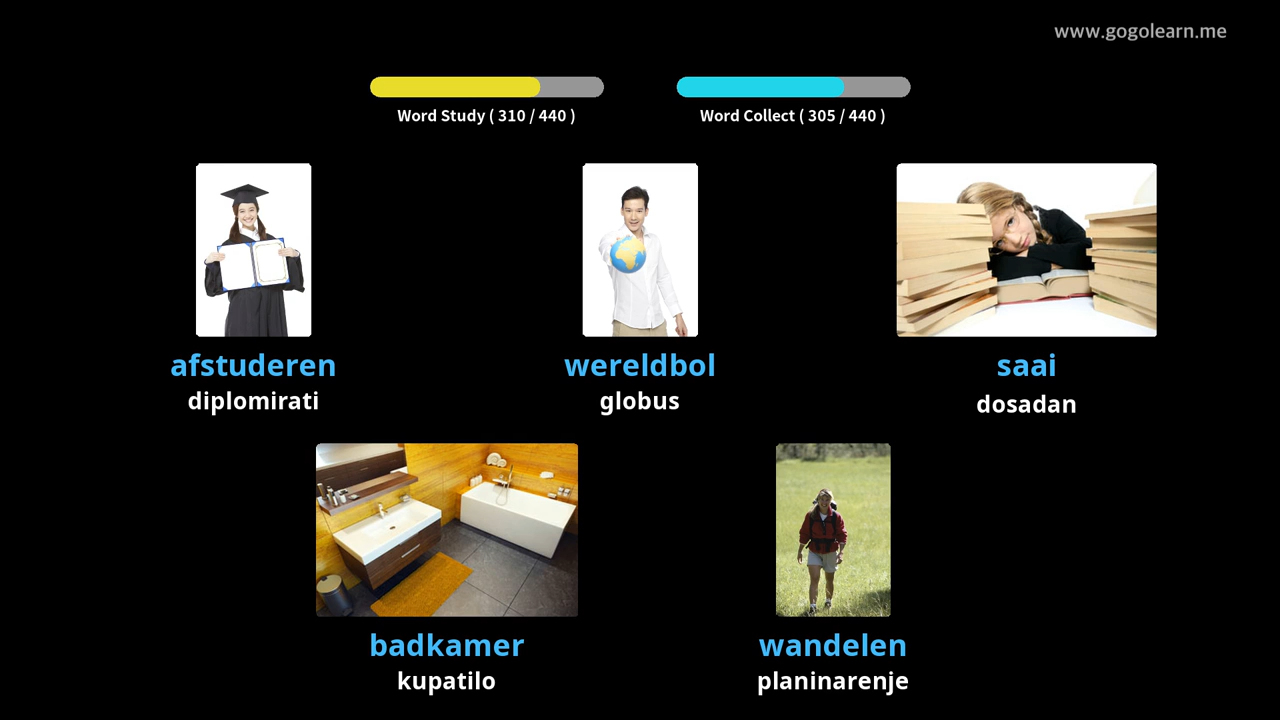 www.gogolearn.me
Word Study ( 310 / 440 )
Word Collect ( 305 / 440 )
afstuderen
diplomirati
wereldbol
globus
saai
dosadan
badkamer
kupatilo
wandelen
planinarenje